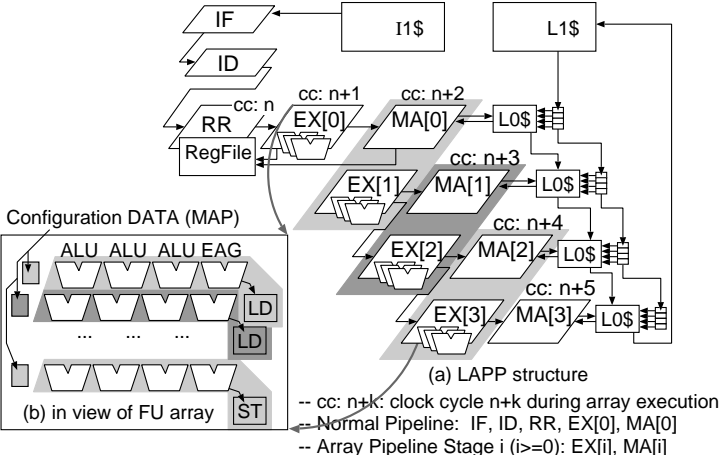 IF
I1$
L1$
ID
cc: n
cc: n+1
cc: n+2
RR
EX[0]
MA[0]
L0$
RegFile
cc: n+3
EX[1]
MA[1]
L0$
Configuration DATA (MAP)
cc: n+4
ALU ALU ALU EAG
EX[2]
MA[2]
L0$
cc: n+5
LD
EX[3]
MA[3]
L0$
... ... ...
LD
(a) LAPP structure
(b) in view of FU array
ST
-- cc: n+k: clock cycle n+k during array execution
-- Normal Pipeline: IF, ID, RR, EX[0], MA[0]
-- Array Pipeline Stage i (i>=0): EX[i], MA[i]